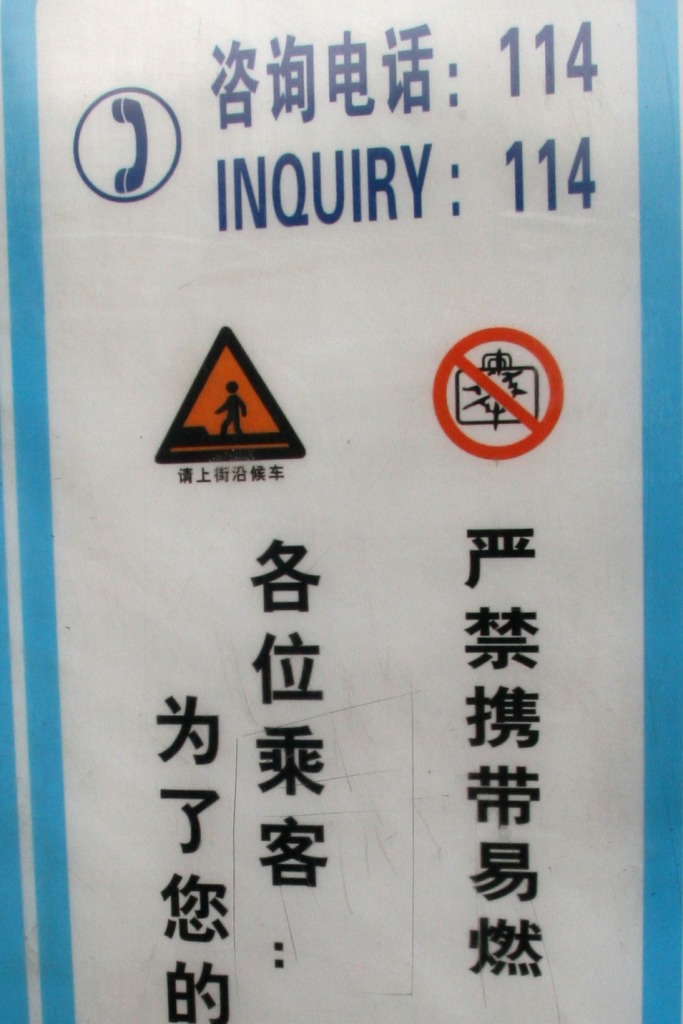 咨询电话：114
INQUIRY：114
请上街沿候车
严禁携带易燃
各位乘客：
为了您的